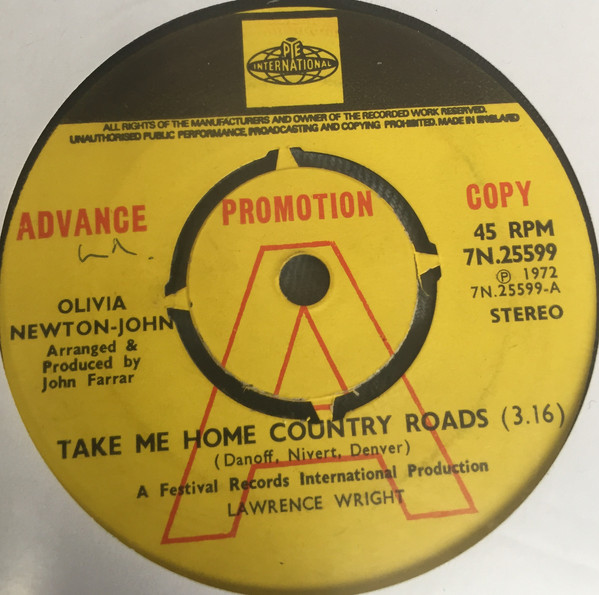 PYE
INTERNATIONAL
ALL RIGHTS OF THE MANUFACTURERS AND OWNER OF THE RECORDED WORK RESERVED.
UNAUTHORISED PUBLIC PERFORMANCE, BROADCASTING AND COPYING PROHIBITED. MADE IN ENGLAND
ADVANCE PROMOTION COPY
45 RPM
7N.25599
Ⓟ 1972
7N.25599-A
STEREO
OLIVIA
NEWTON-JOHN
Arranged &
Produced by
John Farrar
A
TAKE ME HOME COUNTRY ROADS (3.16)
(Danoff, Nivert, Denver)
A Festival Records International Production
LAWRENCE WRIGHT